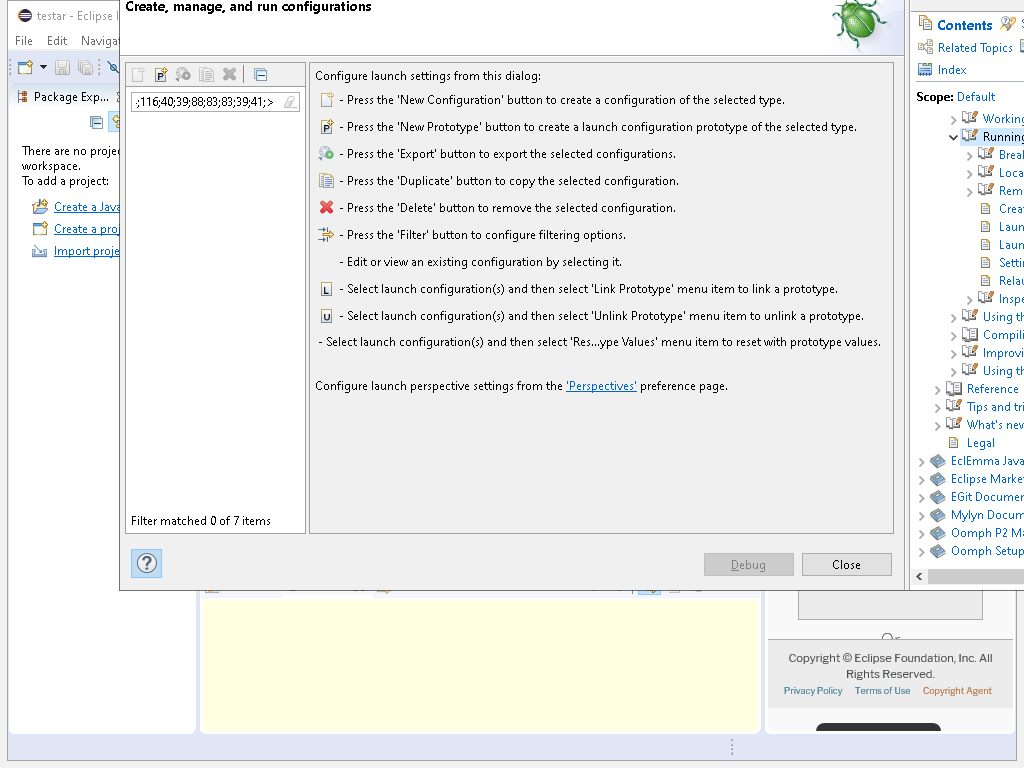 testar - Eclipse
File Edit Naviga
Package Exp...
There are no proje
workspace.
To add a project:
Create a Java
Create a proj
Import proje
Create, manage, and run configurations
;116;40;39;88;83;83;39;41;>
Filter matched 0 of 7 items
Configure launch settings from this dialog:
- Press the 'New Configuration' button to create a configuration of the selected type.
- Press the 'New Prototype' button to create a launch configuration prototype of the selected type.
- Press the 'Export' button to export the selected configurations.
- Press the 'Duplicate' button to copy the selected configuration.
- Press the 'Delete' button to remove the selected configuration.
- Press the 'Filter' button to configure filtering options.
- Edit or view an existing configuration by selecting it.
L - Select launch configuration(s) and then select 'Link Prototype' menu item to link a prototype.
U - Select launch configuration(s) and then select 'Unlink Prototype' menu item to unlink a prototype.
- Select launch configuration(s) and then select 'Res...ype Values' menu item to reset with prototype values.
Configure launch perspective settings from the 'Perspectives' preference page.
?
Debug Close
Contents
Related Topics
Index
Scope: Default
Working
Running
Brea
Loca
Rem
Crea
Laun
Laun
Setti
Relau
Inspe
Using th
Compili
Improvi
Using th
Reference
Tips and tri
What's new
Legal
EclEmma Java
Eclipse Marke
EGit Documen
Mylyn Docum
Oomph P2 Ma
Oomph Setup
Or
Copyright © Eclipse Foundation, Inc. All
Rights Reserved.
Privacy Policy Terms of Use Copyright Agent